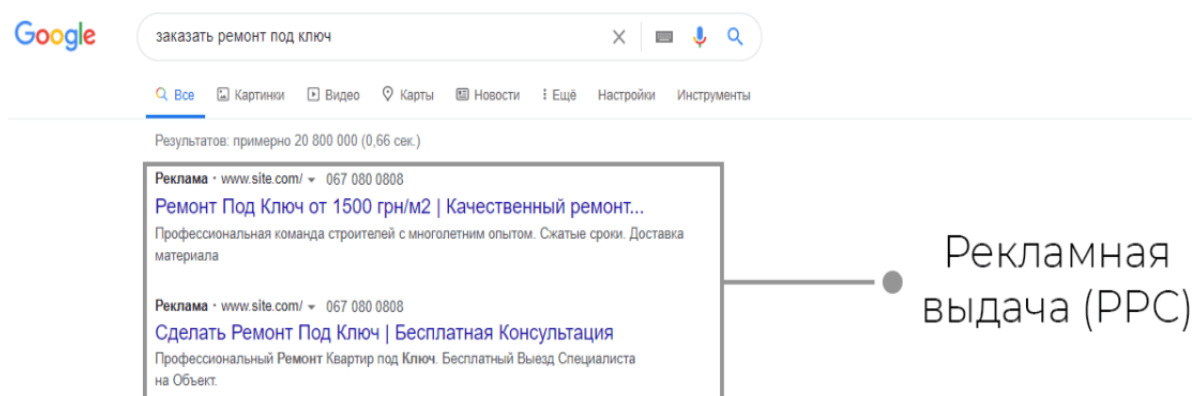 Google
заказать ремонт под ключ
Все Картинки Видео Карты Новости Ещё Настройки Инструменты
Результатов: примерно 20 800 000 (0,66 сек.)
Реклама · www.site.com/ 067 080 0808
Ремонт Под Ключ от 1500 грн/м2 | Качественный ремонт...
Профессиональная команда строителей с многолетним опытом. Сжатые сроки. Доставка
материала
Реклама · www.site.com/ 067 080 0808
Сделать Ремонт Под Ключ | Бесплатная Консультация
Профессиональный Ремонт Квартир под Ключ. Бесплатный Выезд Специалиста
на Объект.
Рекламная
выдача (PPC)